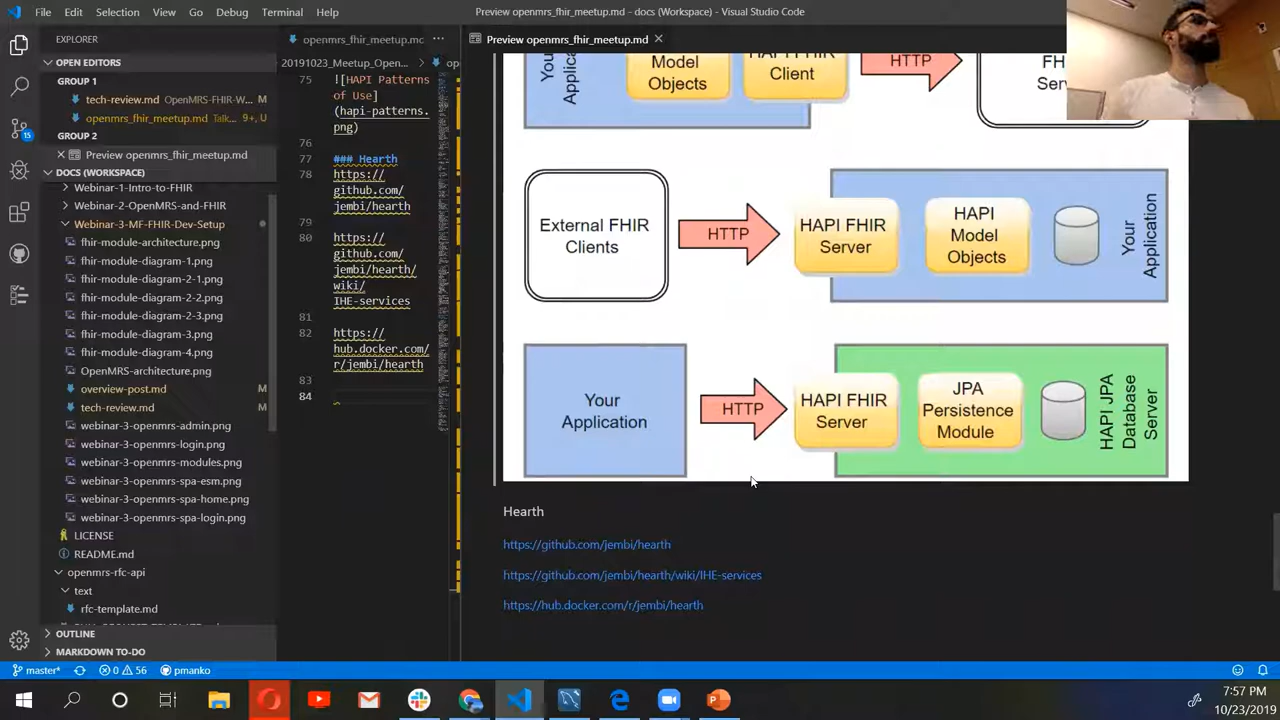 File Edit Selection View Go Debug Terminal Help Preview openmrs_fhir_meetup.md - docs (Workspace) - Visual Studio Code
EXPLORER
OPEN EDITORS
GROUP 1
tech-review.md OpenMRS-FHIR-W... M
openmrs_fhir_meetup.md Talk... 9+, U
GROUP 2
Preview openmrs_fhir_meetup.md
DOCS (WORKSPACE)
Webinar-1-Intro-to-FHIR
Webinar-2-OpenMRS-and-FHIR
Webinar-3-MF-FHIR-Dev-Setup
fhir-module-architecture.png
fhir-module-diagram-1.png
fhir-module-diagram-2-1.png
fhir-module-diagram-2-2.png
fhir-module-diagram-2-3.png
fhir-module-diagram-3.png
fhir-module-diagram-4.png
OpenMRS-architecture.png
overview-post.md M
tech-review.md M
webinar-3-openmrs-admin.png
webinar-3-openmrs-login.png
webinar-3-openmrs-modules.png
webinar-3-openmrs-spa-esm.png
webinar-3-openmrs-spa-home.png
webinar-3-openmrs-spa-login.png
LICENSE
README.md
openmrs-rfc-api
text
rfc-template.md
OUTLINE
MARKDOWN TO-DO
openmrs_fhir_meetup.md ...
20191023_Meetup_Open...
75 ![HAPI Patterns
of Use]
(hapi-patterns.
png)
76
77 ### Hearth
78 https://
github.com/
jembi/hearth
79
80 https://
github.com/
jembi/hearth/
wiki/
IHE-services
81
82 https://
hub.docker.com/
r/jembi/hearth
83
84
Preview openmrs_fhir_meetup.md
Model
Objects
Client
HTTP
External FHIR
Clients
HTTP
HAPI FHIR
Server
HAPI
Model
Objects
Your
Application
Your
Application
HTTP
HAPI FHIR
Server
JPA
Persistence
Module
HAPI JPA
Database
Server
Hearth
https://github.com/jembi/hearth
https://github.com/jembi/hearth/wiki/IHE-services
https://hub.docker.com/r/jembi/hearth
15
master* 0 56 pmanko
7:57 PM
10/23/2019